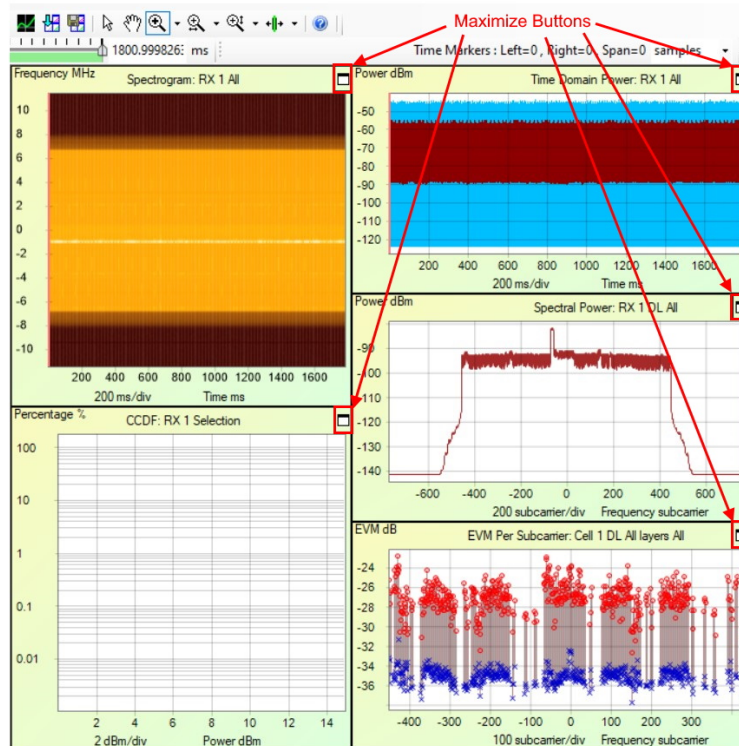 Maximize Buttons
1800.999826: ms
Time Markers : Left=0 , Right=0 , Span=0 samples
Frequency MHz
Spectrogram: RX 1 All
10
8
6
4
2
0
-2
-4
-6
-8
-10
200 400 600 800 1000 1200 1400 1600
200 ms/div Time ms
Power dBm
Time Domain Power: RX 1 All
-50
-60
-70
-80
-90
-100
-110
-120
200 400 600 800 1000 1200 1400 1600
200 ms/div Time ms
Power dBm
Spectral Power: RX 1 DL All
-90
-100
-110
-120
-130
-140
-600 -400 -200 0 200 400 600
200 subcarrier/div Frequency subcarrier
Percentage %
CCDF: RX 1 Selection
100
10
1
0.1
0.01
2 4 6 8 10 12 14
2 dBm/div Power dBm
EVM dB
EVM Per Subcarrier: Cell 1 DL All layers All
-24
-26
-28
-30
-32
-34
-36
-400 -300 -200 -100 0 100 200 300 400
100 subcarrier/div Frequency subcarrier